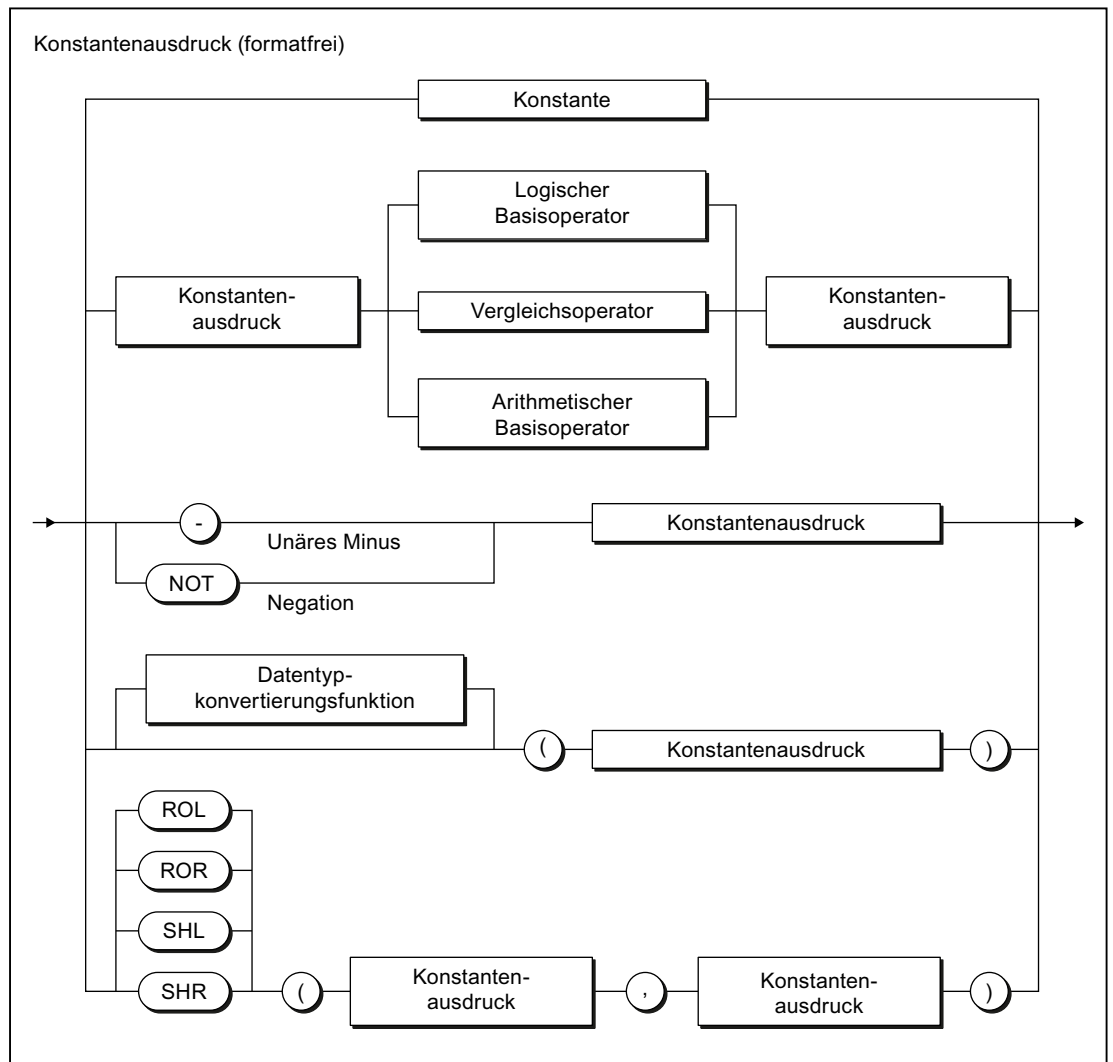 Konstantenausdruck (formatfrei)
Konstante
Logischer
Basisoperator
Konstanten-
ausdruck
Vergleichsoperator
Konstanten-
ausdruck
Arithmetischer
Basisoperator
-
Unäres Minus
Konstantenausdruck
NOT
Negation
Datentyp-
konvertierungsfunktion
(
Konstantenausdruck
)
ROL
ROR
SHL
SHR
(
Konstanten-
ausdruck
,
Konstanten-
ausdruck
)